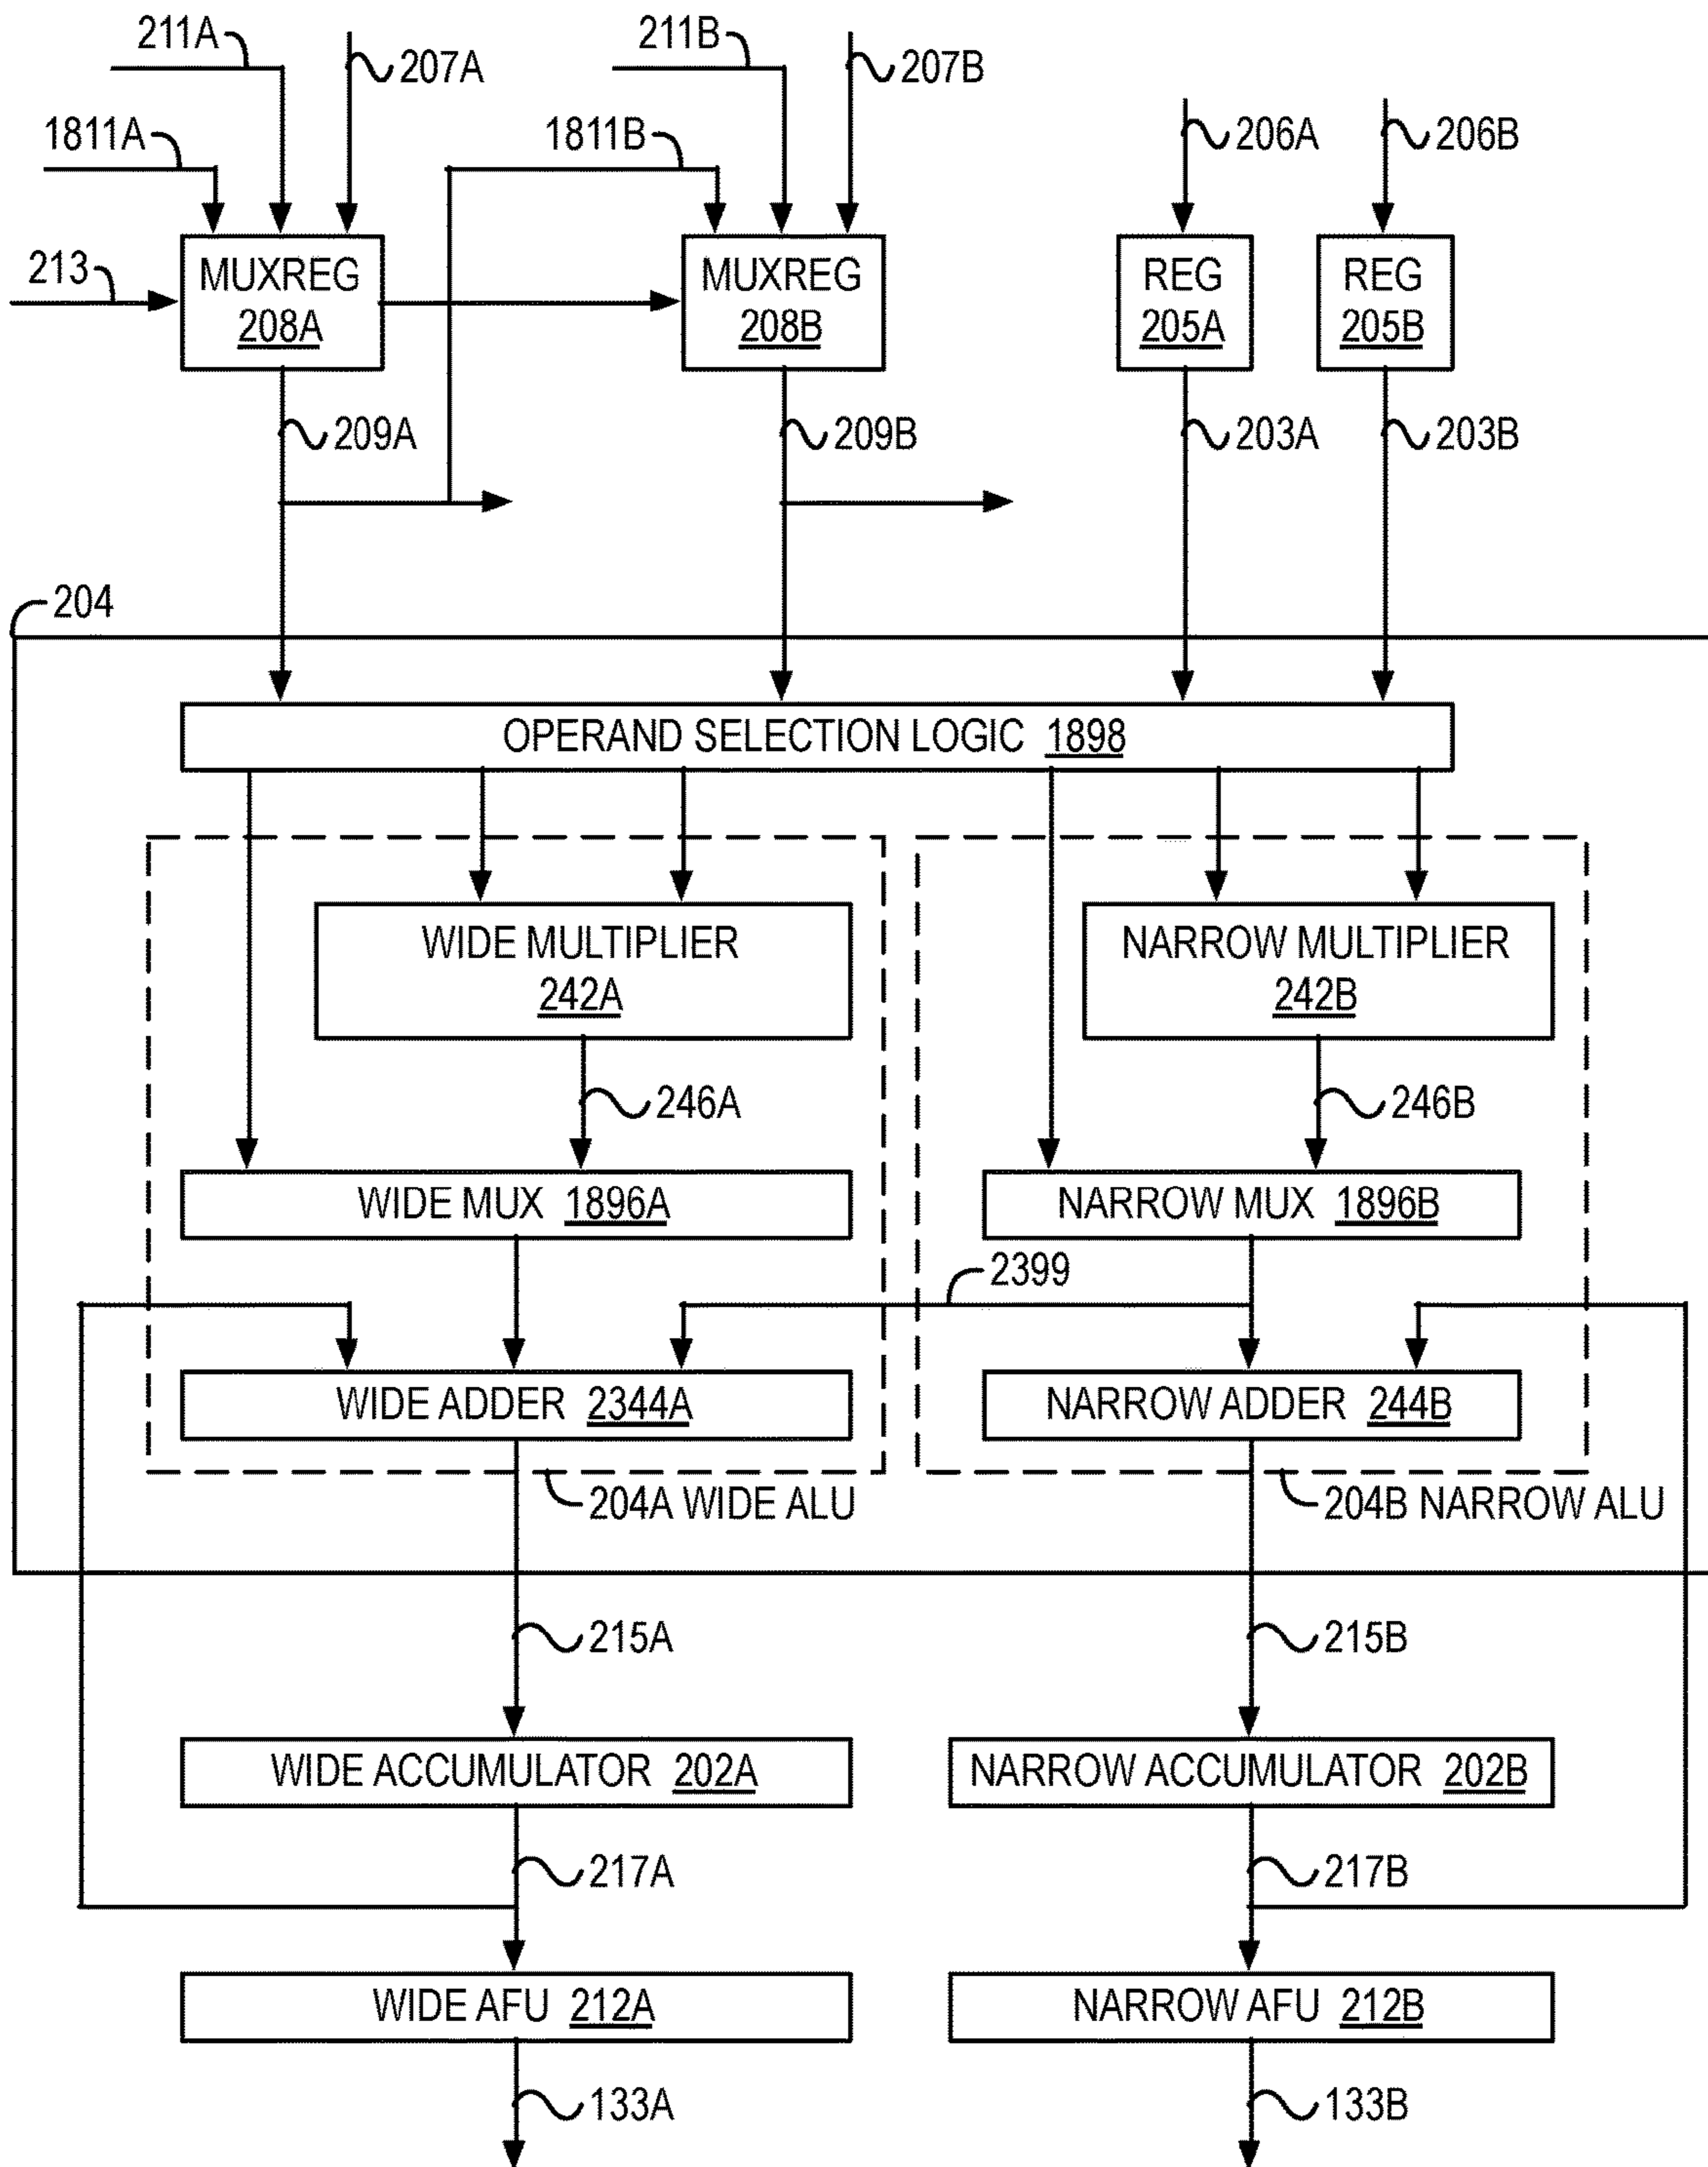 211A
207A
211B
207B
1811A
1811B
206A
206B
213
MUXREG
208A
MUXREG
208B
REG
205A
REG
205B
209A
209B
203A
203B
204
OPERAND SELECTION LOGIC 1898
WIDE MULTIPLIER
242A
NARROW MULTIPLIER
242B
246A
246B
WIDE MUX 1896A
NARROW MUX 1896B
2399
WIDE ADDER 2344A
NARROW ADDER 244B
204A WIDE ALU
204B NARROW ALU
215A
215B
WIDE ACCUMULATOR 202A
NARROW ACCUMULATOR 202B
217A
217B
WIDE AFU 212A
NARROW AFU 212B
133A
133B